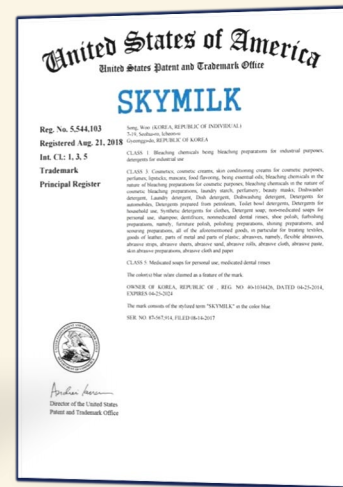 United States of America
United States Patent and Trademark Office
SKYMILK
Reg. No. 5,544,103
Registered Aug. 21, 2018
Int. Cl.: 1, 3, 5
Trademark
Principal Register
Song, Woo (KOREA, REPUBLIC OF INDIVIDUAL)
Gyeonggi-do, REPUBLIC OF KOREA
CLASS 1: Bleaching chemicals being bleaching preparations for industrial purposes,
detergents for industrial use
CLASS 3: Cosmetics, cosmetic creams, skin conditioning creams for cosmetic purposes,
perfumes, lipsticks, mascara, food flavoring, being essential oils, bleaching chemicals in the
nature of bleaching preparations for cosmetic purposes, bleaching chemicals in the nature of
cosmetic bleaching preparations, laundry starch, perfumery, beauty masks, Dishwasher
detergent, Laundry detergent, Dish detergent, Dishwashing detergent, Detergents for
automobiles, Detergents prepared from petroleum, Toilet bowl detergents, Detergents for
household use, Synthetic detergents for clothes, Detergent soap, non-medicated soaps for
personal use, shampoo, dentifrices, nonmedicated dental rinses, shoe polish, furbishing
preparations, namely, furniture polish, polishing preparations, shining preparations, and
scouring preparations, all of the aforementioned goods, in particular for treating textiles,
goods of leather, parts of metal and parts of plastic; abrasives, namely, flexible abrasives,
abrasive strips, abrasive sheets, abrasive sand, abrasive rolls, abrasive cloth, abrasive paste,
skin abrasive preparations, abrasive cloth and paper
CLASS 5: Medicated soaps for personal use, medicated dental rinses
The color(s) blue is/are claimed as a feature of the mark.
OWNER OF KOREA, REPUBLIC OF , REG. NO. 40-1034426, DATED 04-23-2014,
EXPIRES 04-23-2024
The mark consists of the stylized term "SKYMILK" in the color blue.
SER. NO. 87-567,914, FILED 08-14-2017
Director of the United States
Patent and Trademark Office